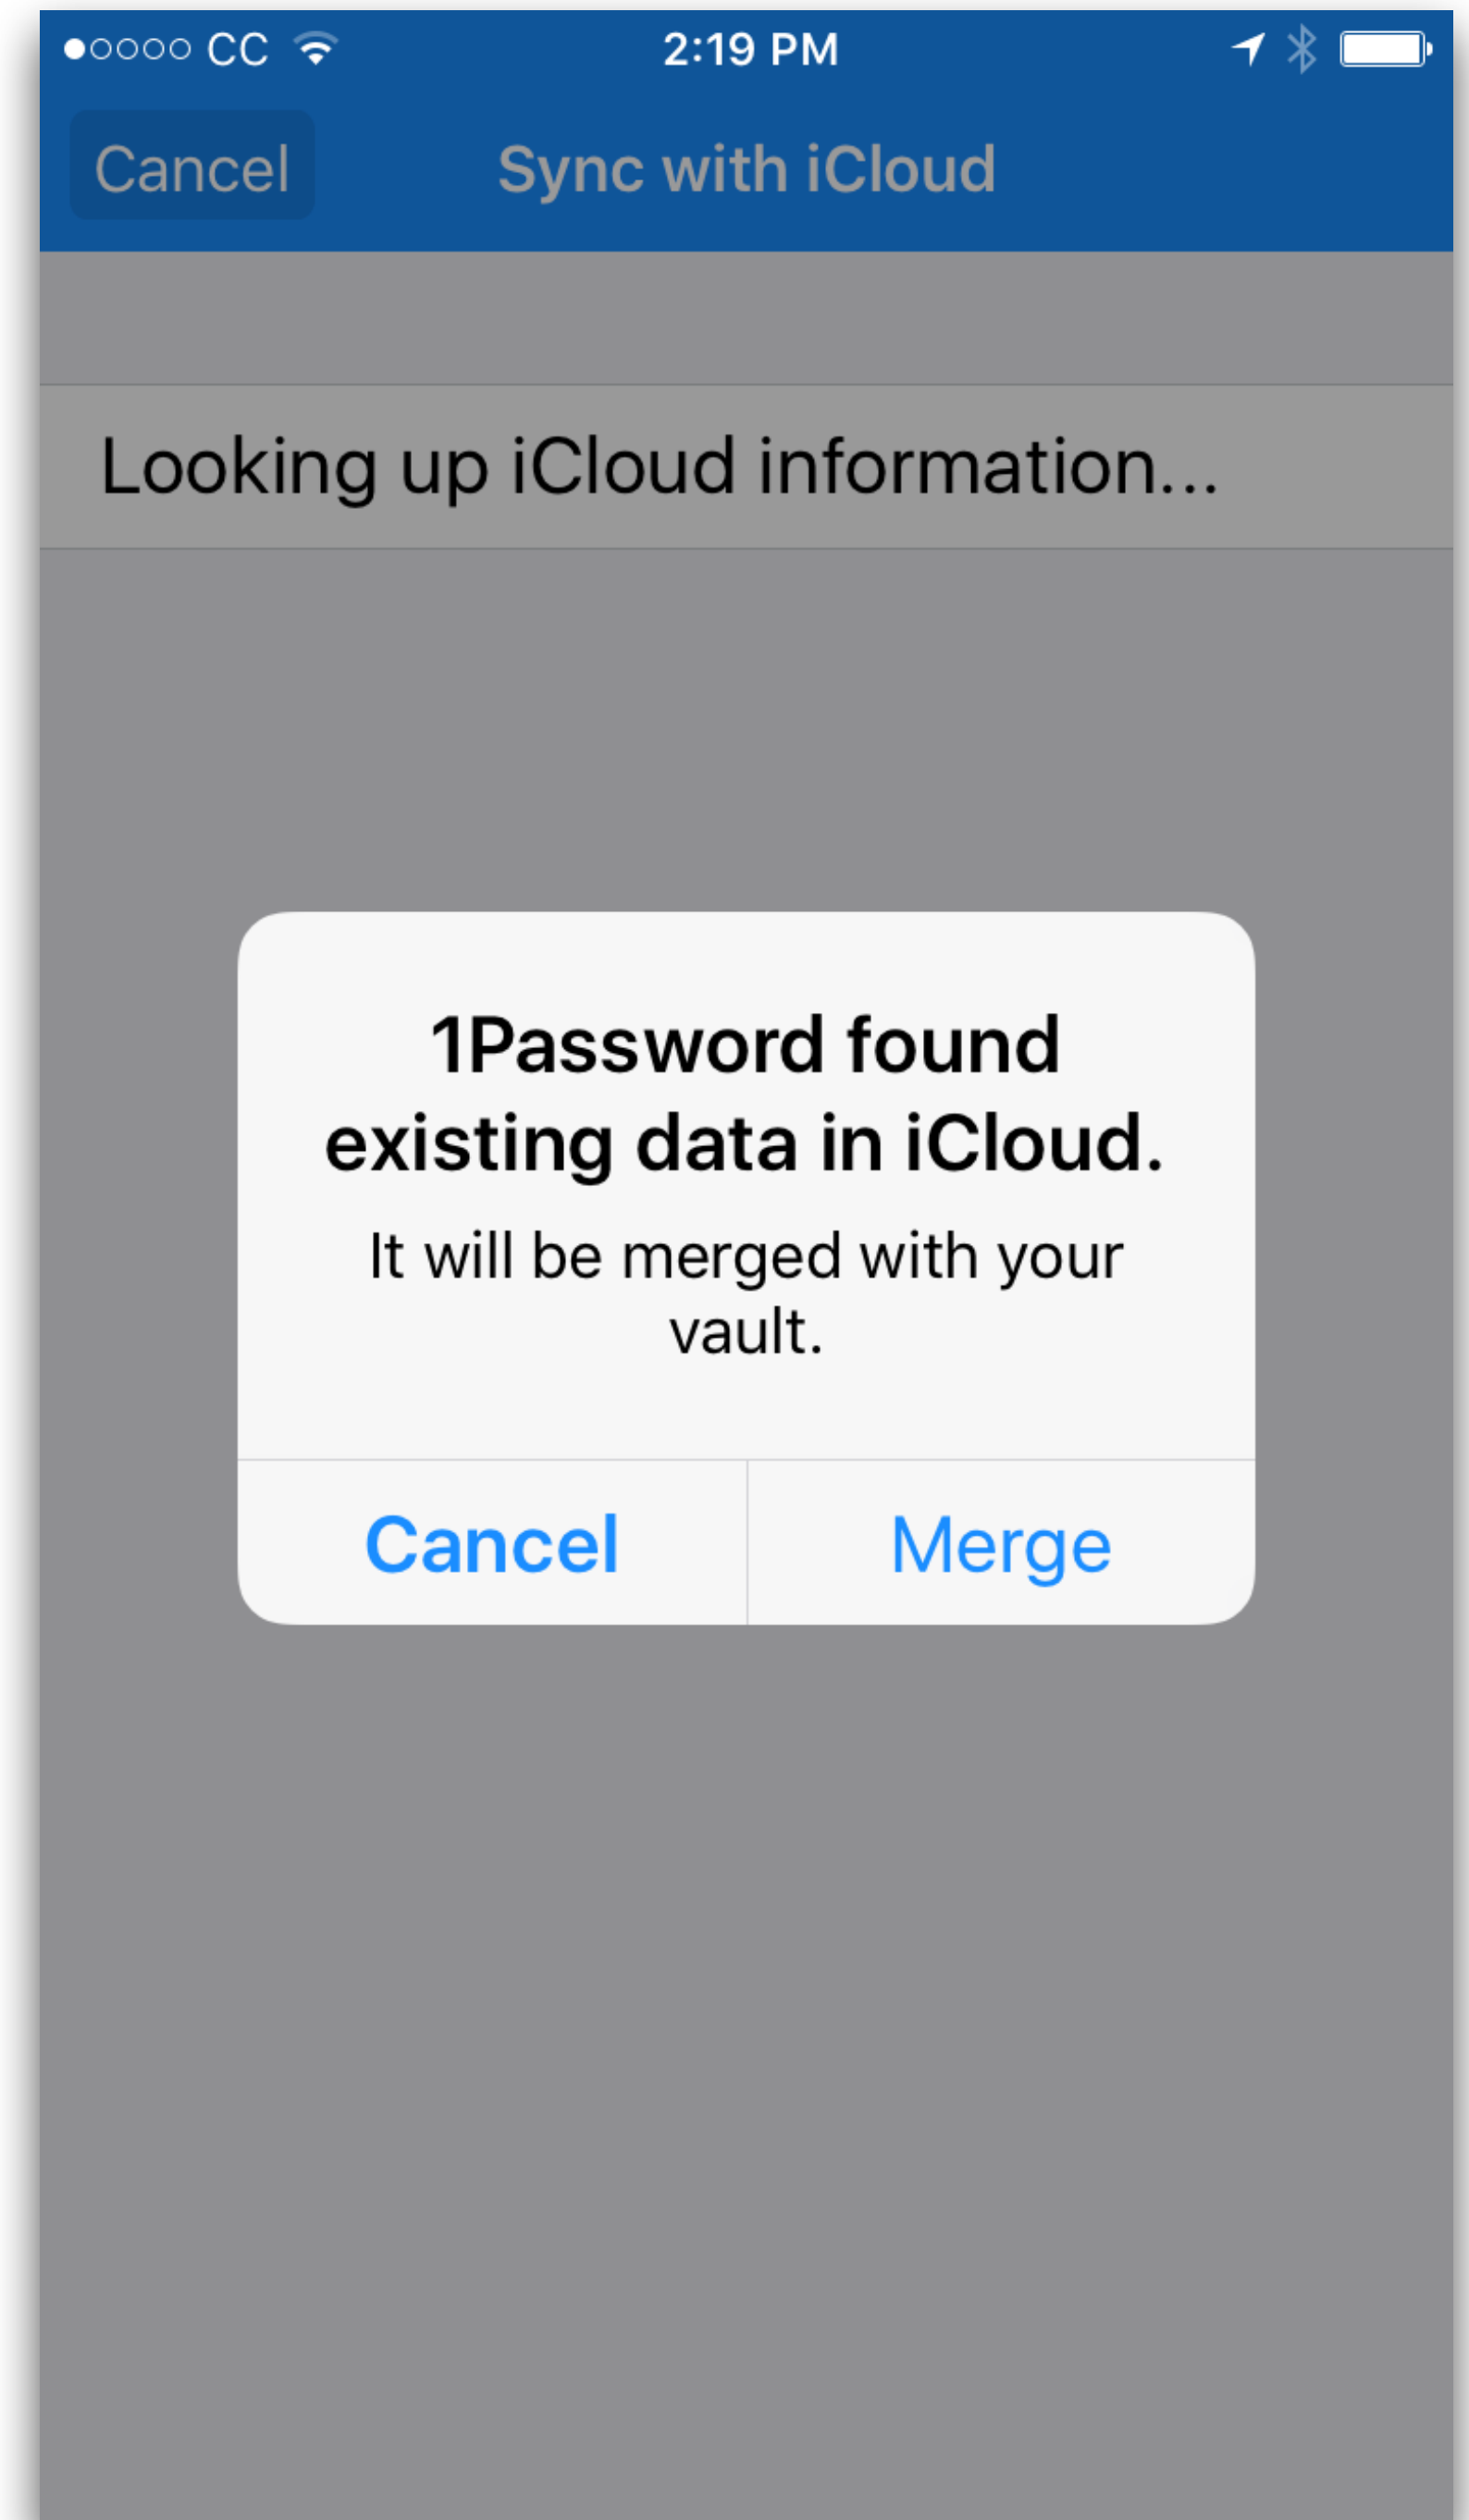 CC 2:19 PM
Cancel Sync with iCloud
Looking up iCloud information...
1Password found
existing data in iCloud.
It will be merged with your
vault.
Cancel Merge